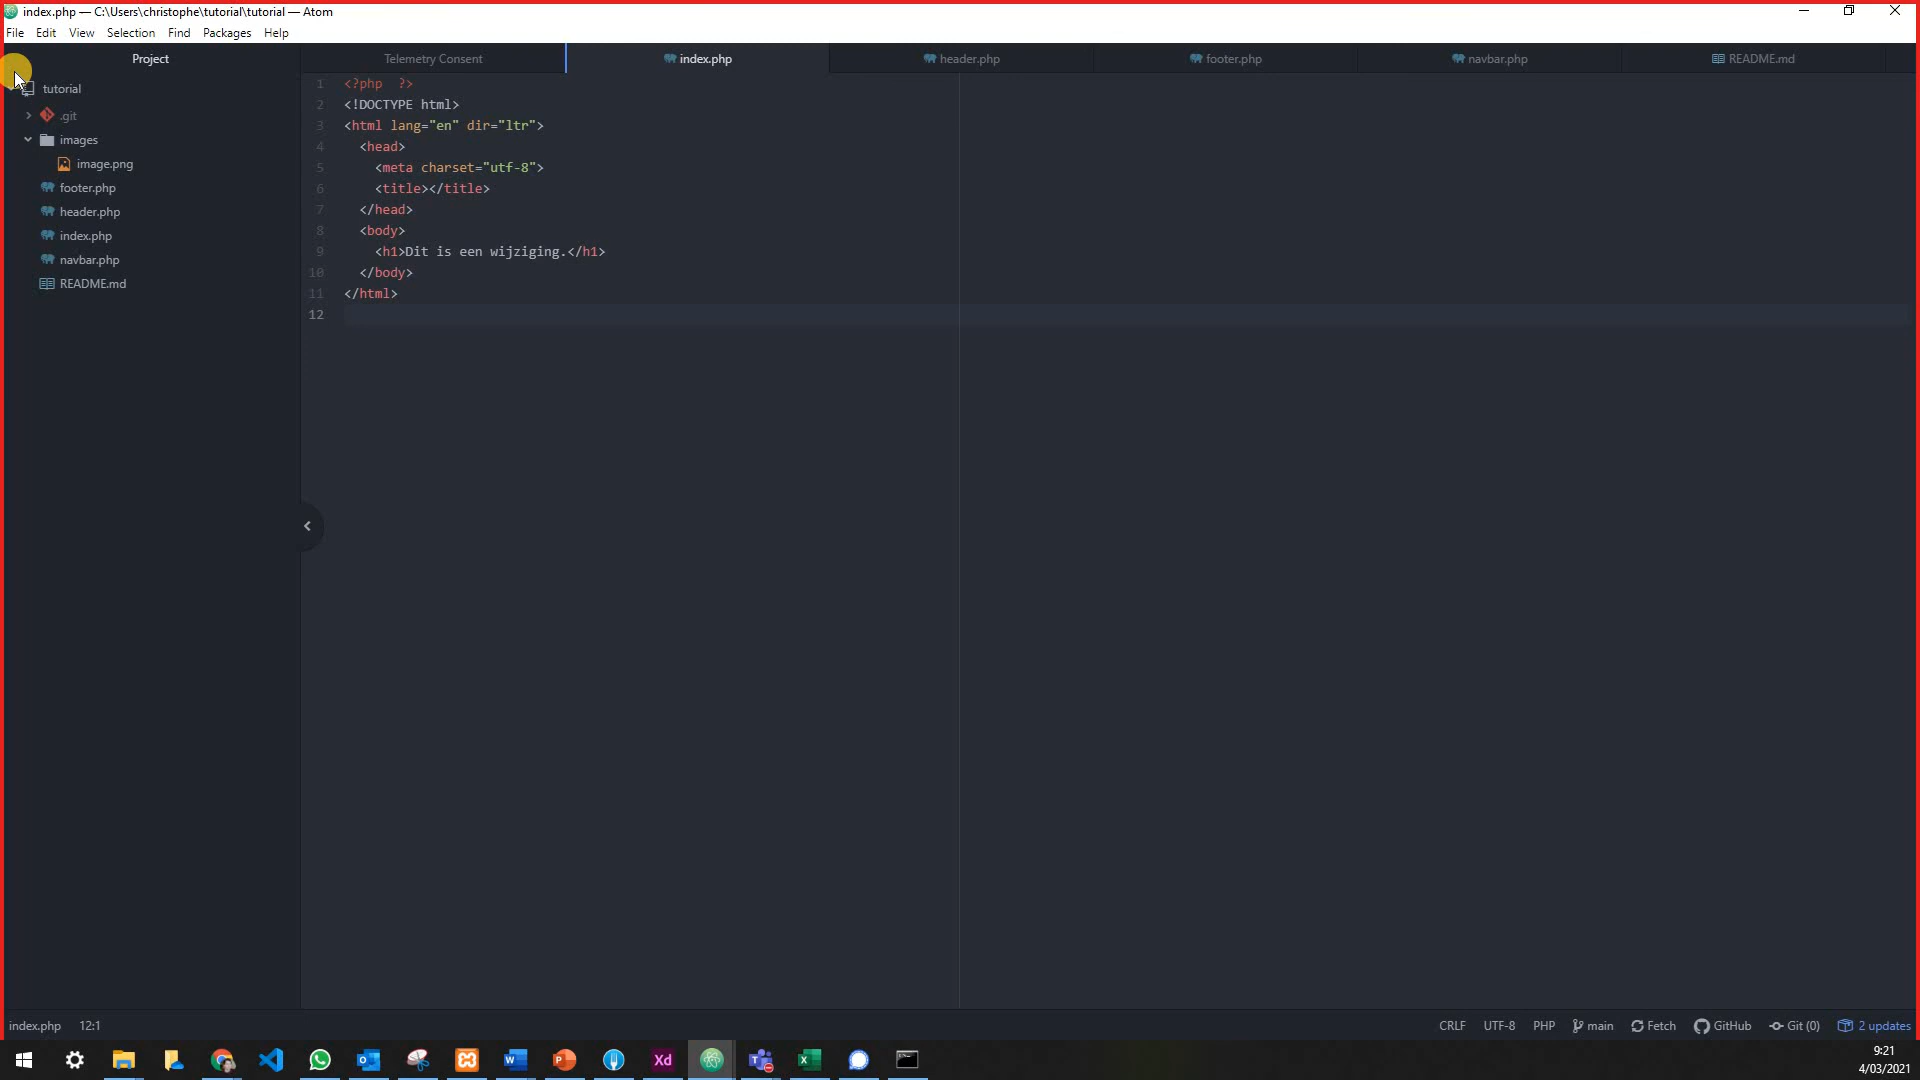 index.php — C:\Users\christophe\tutorial\tutorial — Atom
File Edit View Selection Find Packages Help
Project
Telemetry Consent index.php header.php footer.php navbar.php README.md
tutorial
.git
images
image.png
footer.php
header.php
index.php
navbar.php
README.md
1 <?php  ?>
2 <!DOCTYPE html>
3 <html lang="en" dir="ltr">
4 <head>
5 <meta charset="utf-8">
6 <title></title>
7 </head>
8 <body>
9 <h1>Dit is een wijziging.</h1>
10 </body>
11 </html>
12
index.php 12:1 CRLF UTF-8 PHP main Fetch GitHub Git (0) 2 updates
Xd
9:21
4/03/2021